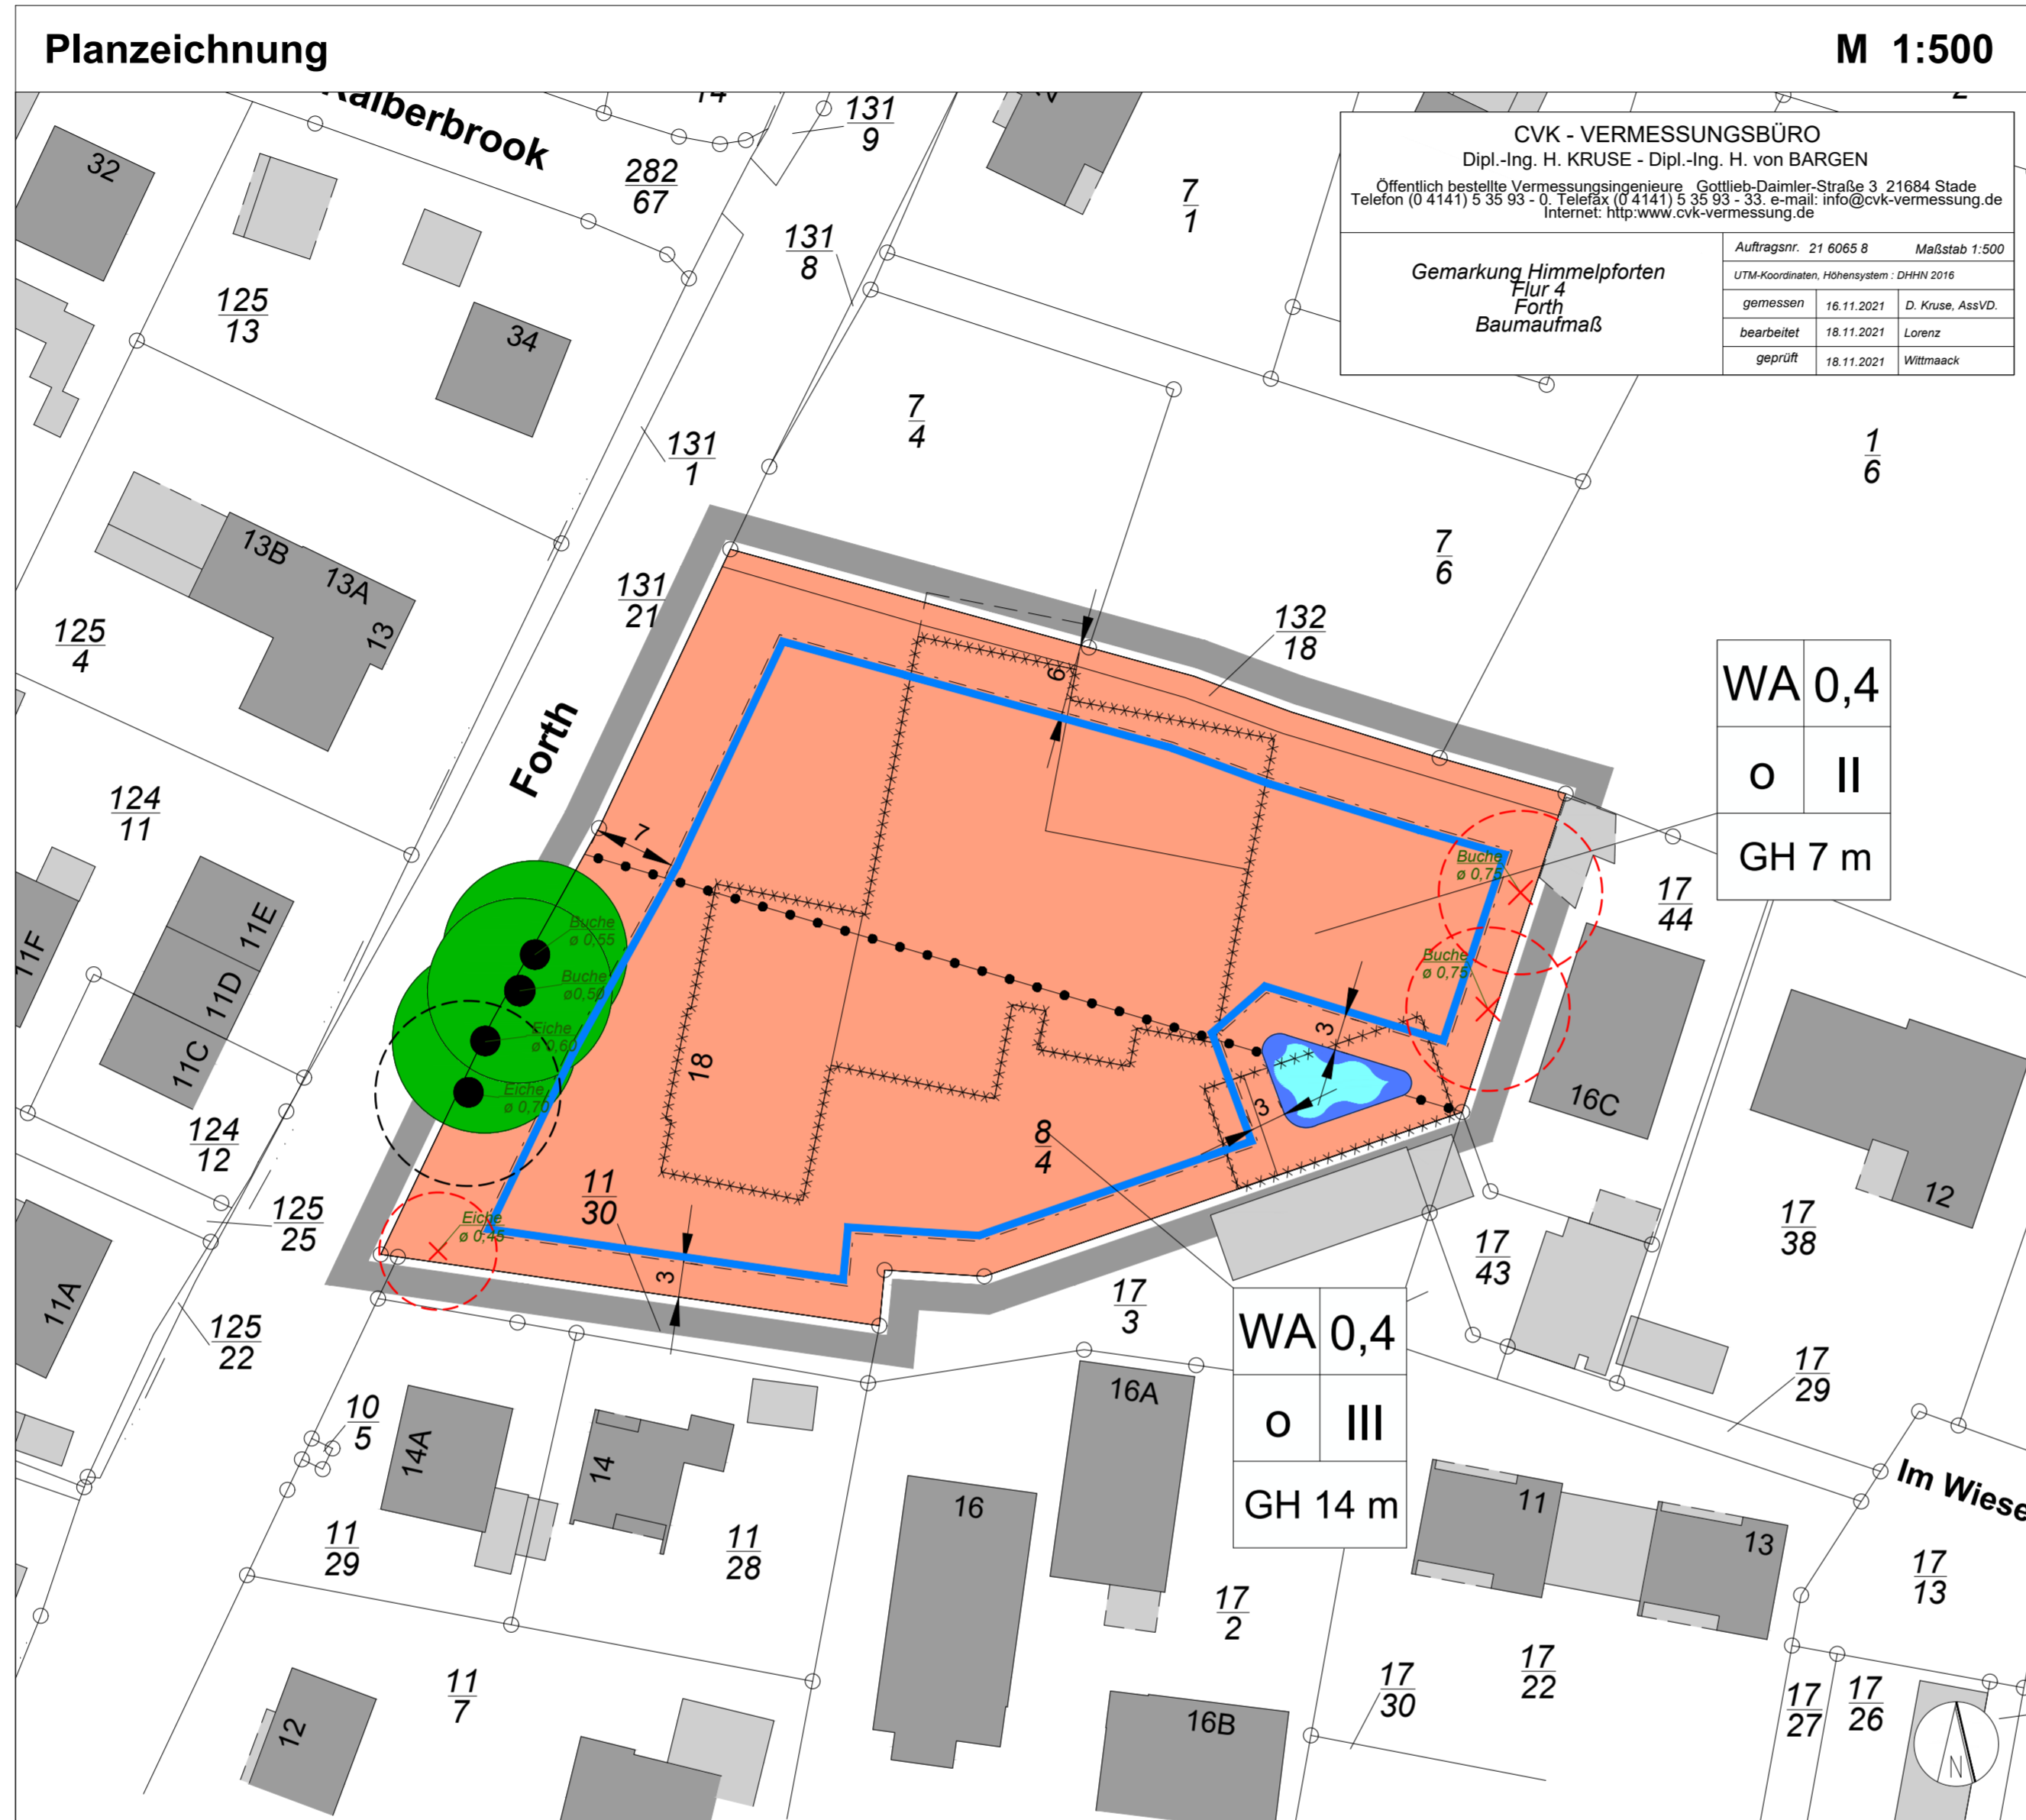 Planzeichnung
M 1:500
Kälberbrook
14
131
9
282
67
7
1
2
131
8
32
125
13
34
7
4
131
1
1
6
CVK - VERMESSUNGSBÜRO
Dipl.-Ing. H. KRUSE - Dipl.-Ing. H. von BARGEN
Öffentlich bestellte Vermessungsingenieure Gottlieb-Daimler-Straße 3 21684 Stade
Telefon (0 4141) 5 35 93 - 0. Telefax (0 4141) 5 35 93 - 33. e-mail: info@cvk-vermessung.de
Internet: http:www.cvk-vermessung.de
Gemarkung Himmelpforten
Flur 4
Forth
Baumaufmaß
Auftragsnr. 21 6065 8 Maßstab 1:500
UTM-Koordinaten, Höhensystem : DHHN 2016
gemessen 16.11.2021 D. Kruse, AssVD.
bearbeitet 18.11.2021 Lorenz
geprüft 18.11.2021 Wittmaack
13B
13A
13
125
4
131
21
7
6
132
18
6
Forth
7
WA 0,4
o II
GH 7 m
124
11
11F
11E
11D
11C
Buche
ø 0,55
Buche
ø0,50
Eiche
ø 0,60
Eiche
ø 0,70
Buche
ø 0,75
Buche
ø 0,75
17
44
16C
18
3
3
8
4
124
12
125
25
11
30
Eiche
ø 0,45
3
12
17
38
17
43
17
3
11A
125
22
WA 0,4
o III
GH 14 m
17
29
10
5
14A
14
16A
16
11
13
Im Wiese
11
29
11
28
17
2
17
13
11
7
12
16B
17
30
17
22
17
27
17
26
N